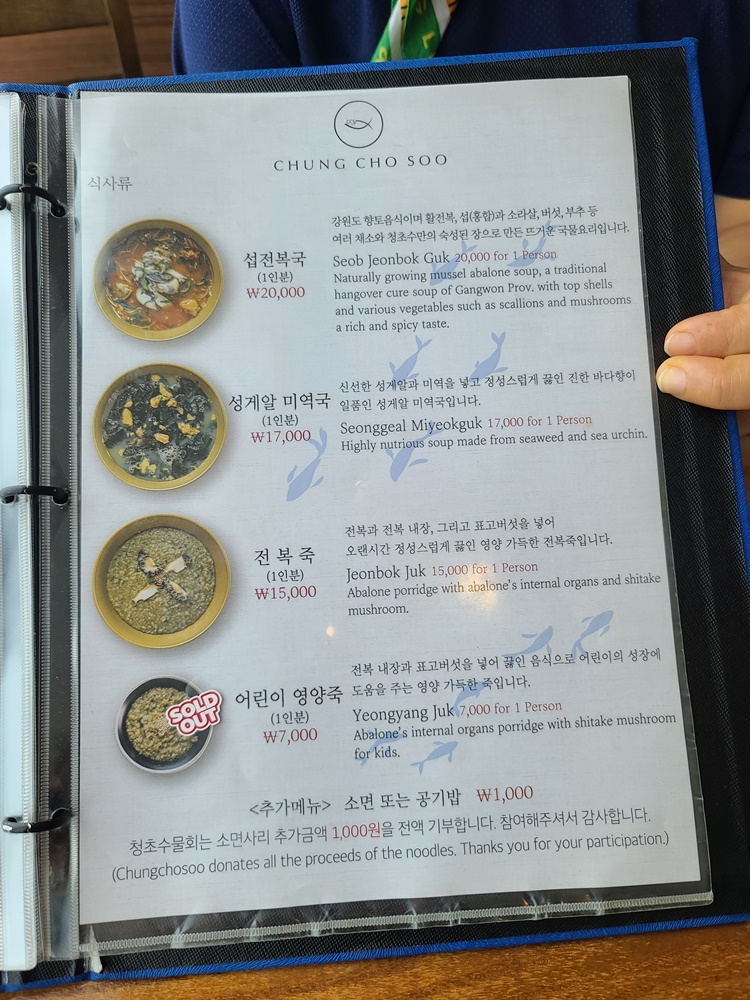 CHUNG CHO SOO
식사류
강원도 향토음식이며 활전복, 섭(홍합)과 소라살, 버섯, 부추 등
여러 채소와 청초수만의 숙성된 장으로 만든 뜨거운 국물요리입니다.
섭전복국
(1인분)
₩20,000
Seob Jeonbok Guk 20,000 for 1 Person
Naturally growing mussel abalone soup, a traditional
hangover cure soup of Gangwon Prov. with top shells
and various vegetables such as scallions and mushrooms
a rich and spicy taste.
신선한 성게알과 미역을 넣고 정성스럽게 끓인 진한 바다향이
일품인 성게알 미역국입니다.
성게알 미역국
(1인분)
₩17,000
Seonggeal Miyeokguk 17,000 for 1 Person
Highly nutrious soup made from seaweed and sea urchin.
전복과 전복 내장, 그리고 표고버섯을 넣어
오랜시간 정성스럽게 끓인 영양 가득한 전복죽입니다.
전 복 죽
(1인분)
₩15,000
Jeonbok Juk 15,000 for 1 Person
Abalone porridge with abalone's internal organs and shitake
mushroom.
전복 내장과 표고버섯을 넣어 끓인 음식으로 어린이의 성장에
도움을 주는 영양 가득한 죽입니다.
SOLD
OUT
어린이 영양죽
(1인분)
₩7,000
Yeongyang Juk 7,000 for 1 Person
Abalone's internal organs porridge with shitake mushroom
for kids.
<추가메뉴> 소면 또는 공기밥 ₩1,000
청초수물회는 소면사리 추가금액 1,000원을 전액 기부합니다. 참여해주셔서 감사합니다.
(Chungchosoo donates all the proceeds of the noodles. Thanks you for your participation.)